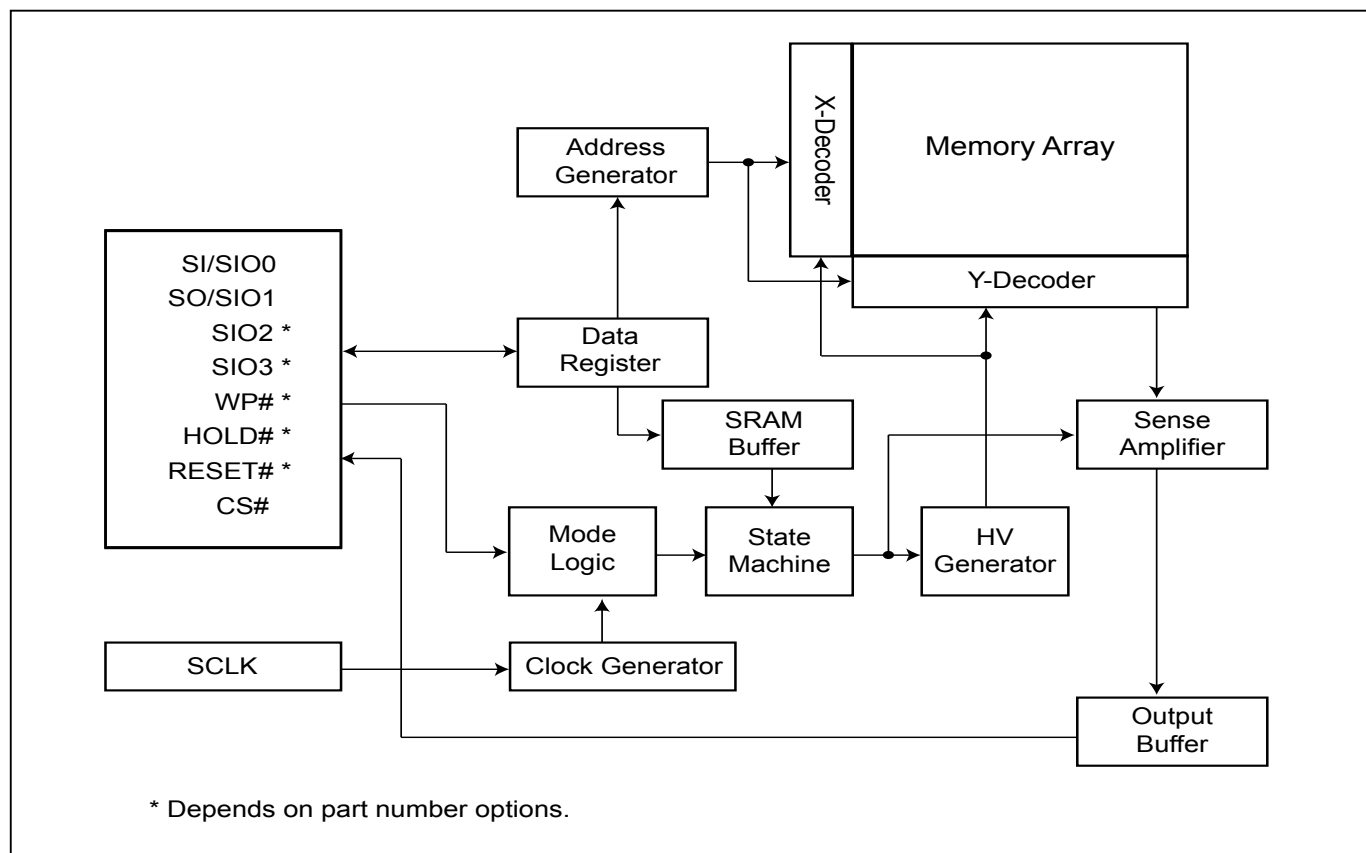 X-Decoder
Memory Array
Address
Generator
SI/SIO0
SO/SIO1
SIO2 *
SIO3 *
WP# *
HOLD# *
RESET# *
CS#
Y-Decoder
Data
Register
SRAM
Buffer
Sense
Amplifier
Mode
Logic
State
Machine
HV
Generator
SCLK
Clock Generator
Output
Buffer
* Depends on part number options.